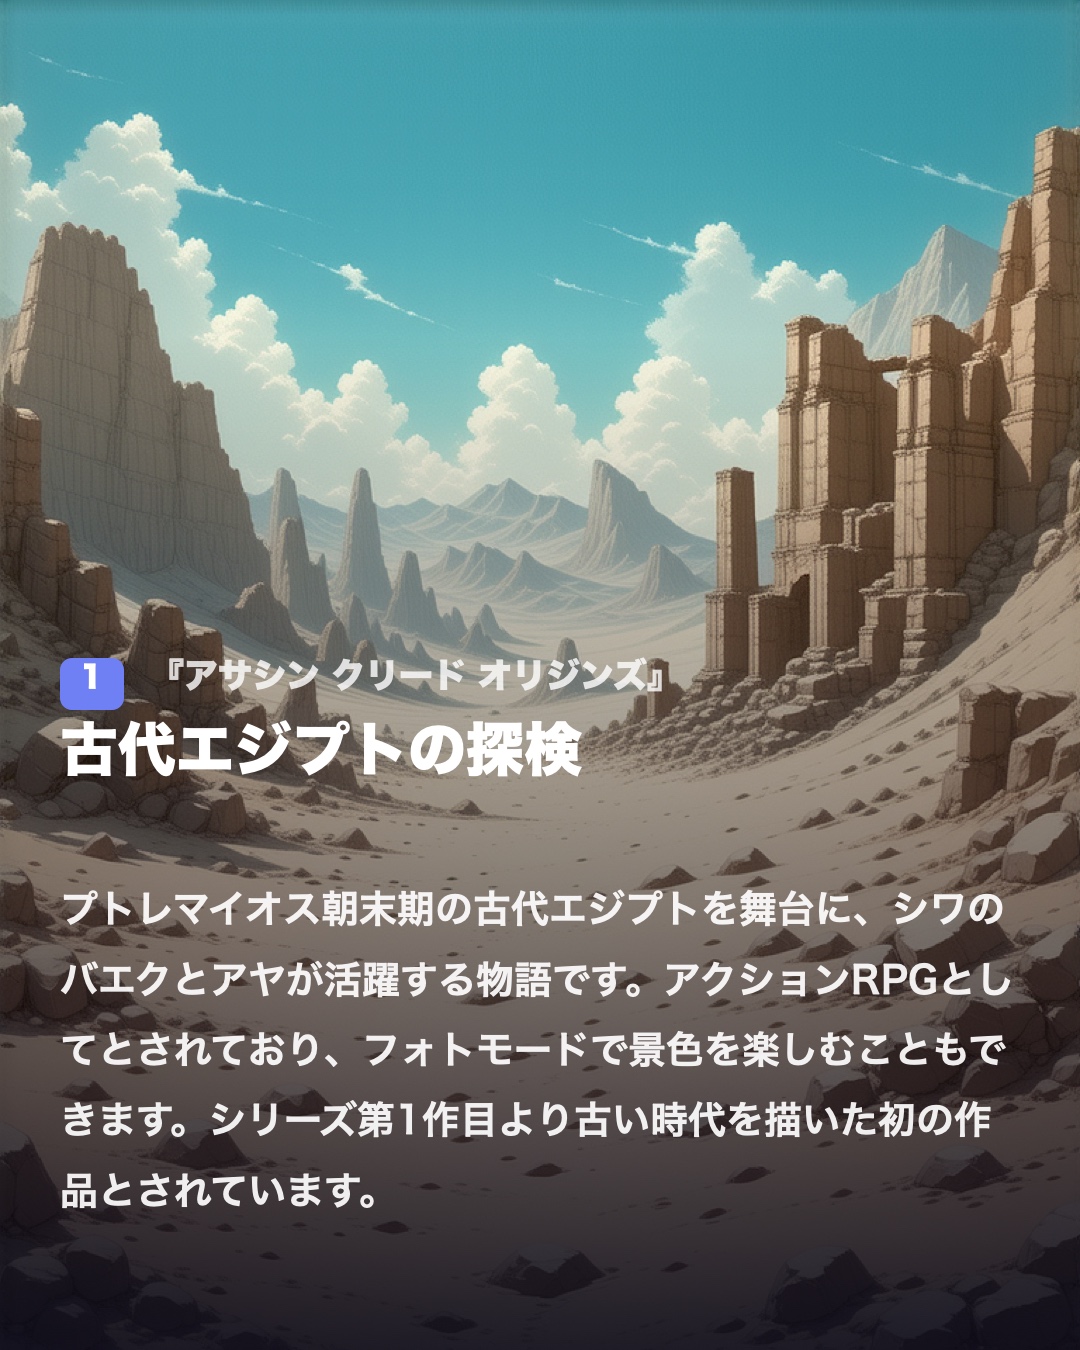 1 『アサシン クリード オリジンズ』
古代エジプトの探検
プトレマイオス朝末期の古代エジプトを舞台に、シワの
バエクとアヤが活躍する物語です。アクションRPGとし
てとされており、フォトモードで景色を楽しむこともで
きます。シリーズ第1作目より古い時代を描いた初の作
品とされています。